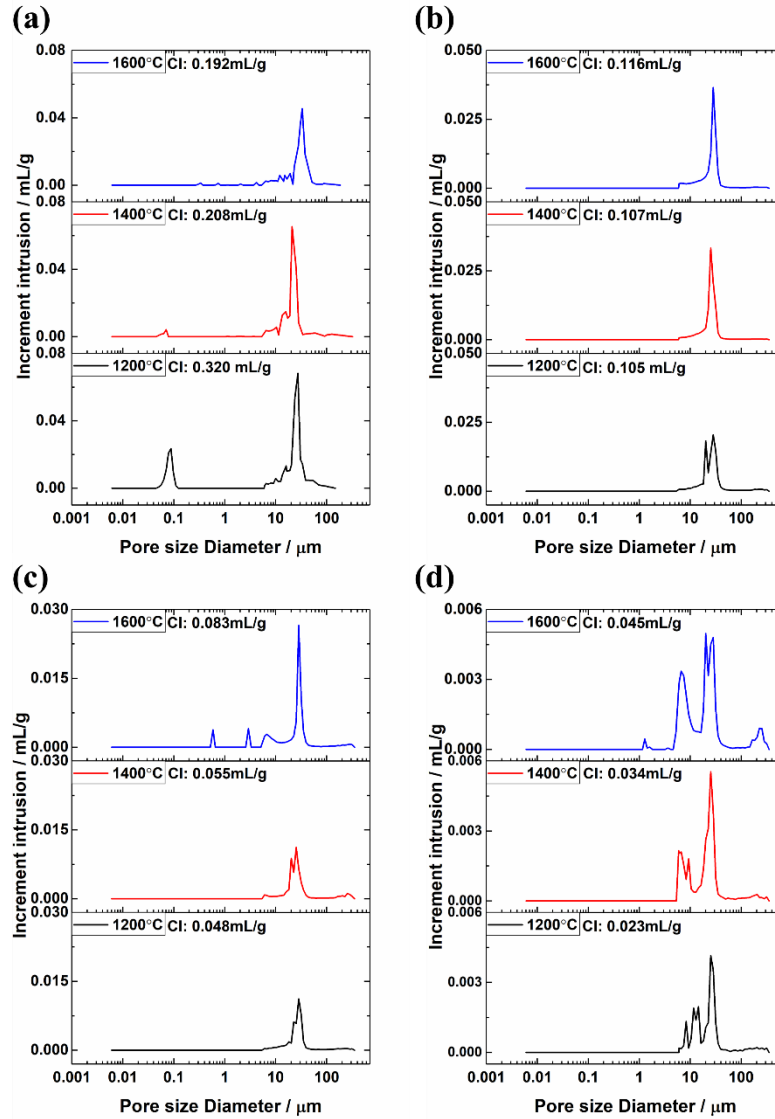 (a)
0.08
1600°C CI: 0.192mL/g
0.04
0.00
0.08
1400°C CI: 0.208mL/g
0.04
0.00
0.08
1200°C CI: 0.320 mL/g
0.04
0.00
0.001 0.01 0.1 1 10 100
Increment intrusion / mL/g
Pore size Diameter / μm
(b)
0.050
1600°C CI: 0.116mL/g
0.025
0.000
0.050
1400°C CI: 0.107mL/g
0.025
0.000
0.050
1200°C CI: 0.105 mL/g
0.025
0.000
0.001 0.01 0.1 1 10 100
Increment intrusion / mL/g
Pore size Diameter / μm
(c)
0.030
1600°C CI: 0.083mL/g
0.015
0.000
0.030
1400°C CI: 0.055mL/g
0.015
0.000
0.030
1200°C CI: 0.048mL/g
0.015
0.000
0.001 0.01 0.1 1 10 100
Increment intrusion / mL/g
Pore size Diameter / μm
(d)
0.006
1600°C CI: 0.045mL/g
0.003
0.000
0.006
1400°C CI: 0.034mL/g
0.003
0.000
0.006
1200°C CI: 0.023mL/g
0.003
0.000
0.001 0.01 0.1 1 10 100
Increment intrusion / mL/g
Pore size Diameter / μm